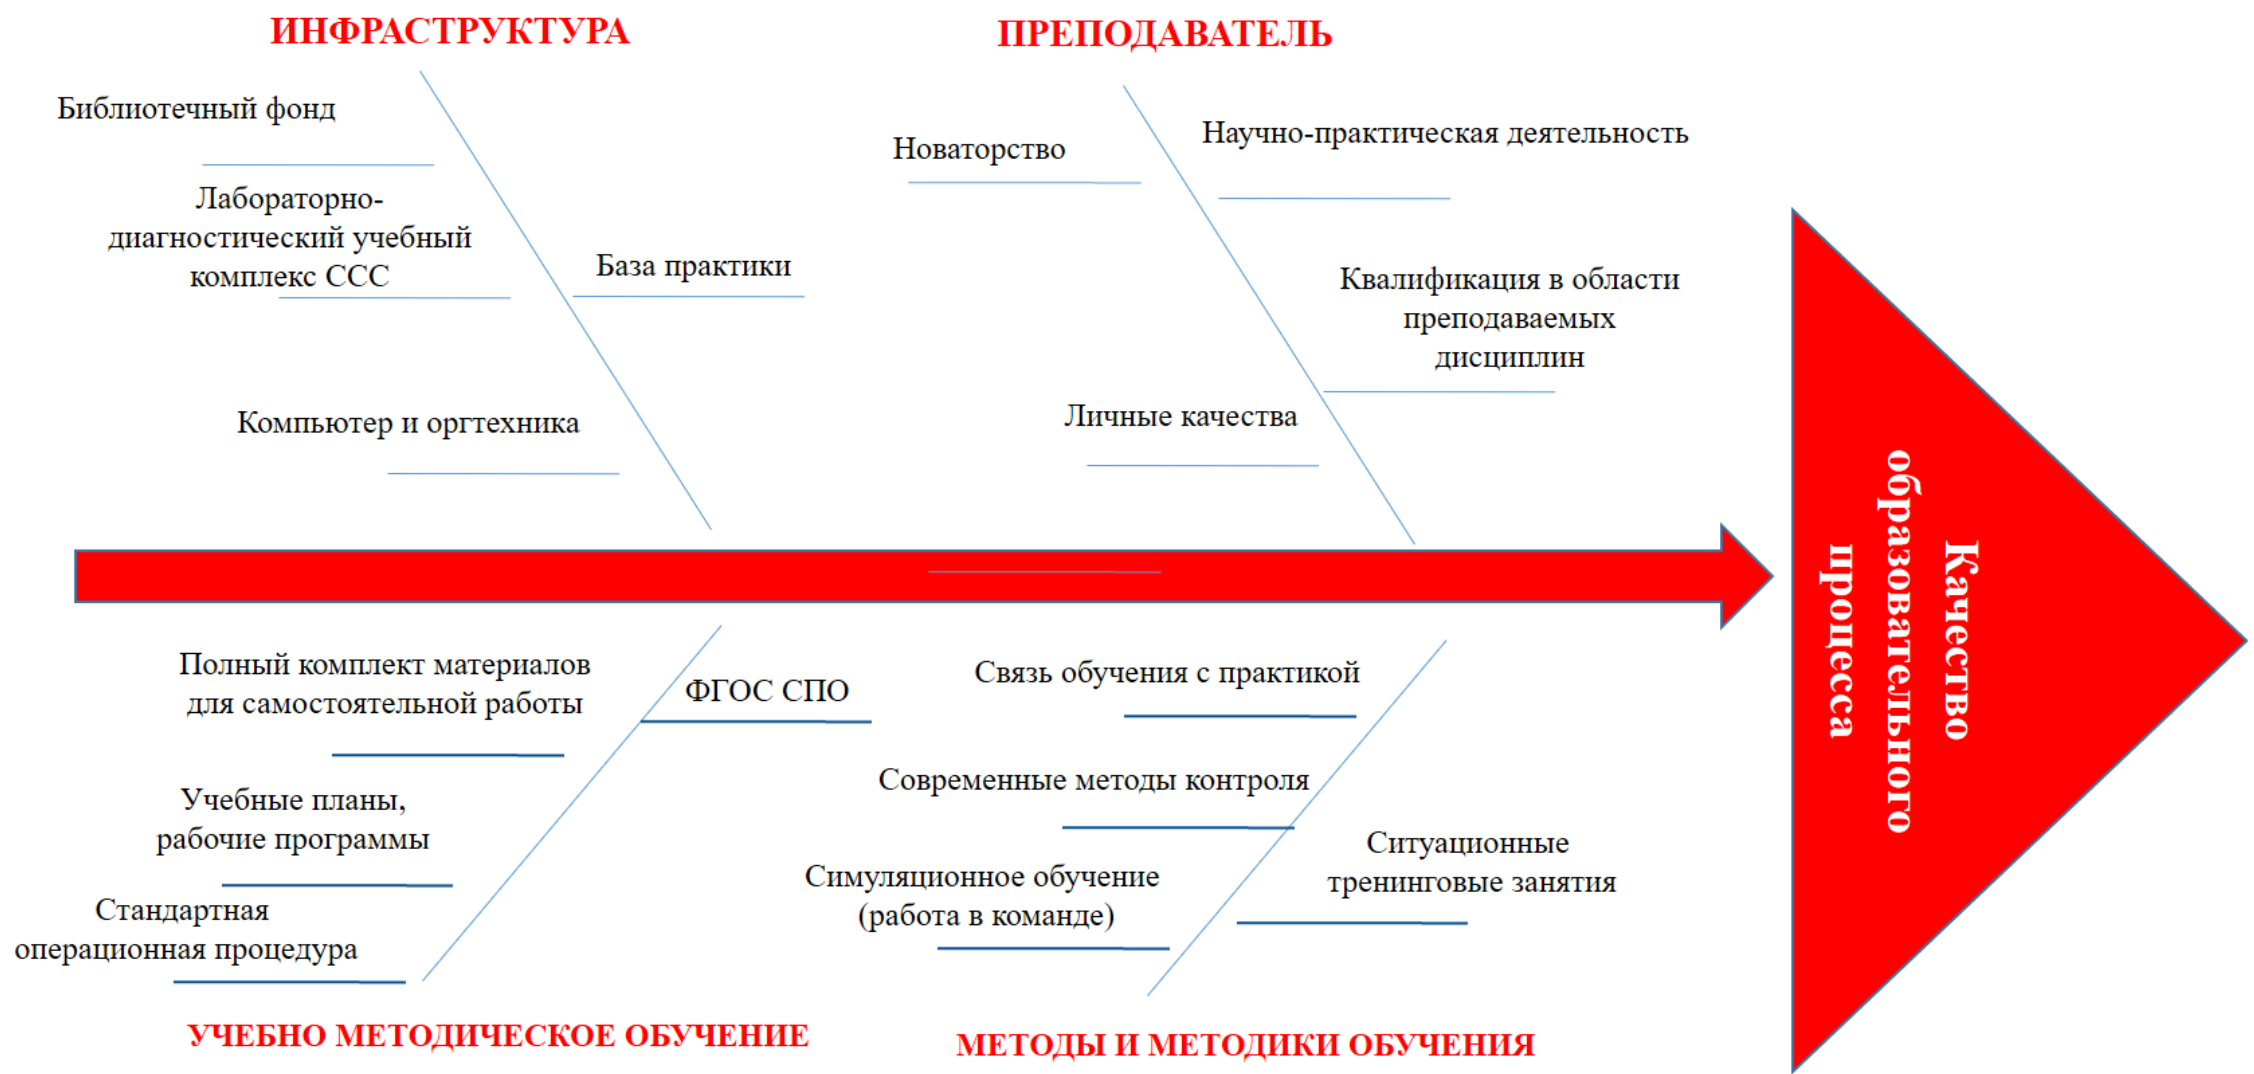 ИНФРАСТРУКТУРА
Библиотечный фонд
Лабораторно-
диагностический учебный
комплекс ССС
База практики
Компьютер и оргтехника
ПРЕПОДАВАТЕЛЬ
Новаторство
Научно-практическая деятельность
Квалификация в области
преподаваемых
дисциплин
Личные качества
Полный комплект материалов
для самостоятельной работы
ФГОС СПО
Учебные планы,
рабочие программы
Стандартная
операционная процедура
УЧЕБНО МЕТОДИЧЕСКОЕ ОБУЧЕНИЕ
Связь обучения с практикой
Современные методы контроля
Симуляционное обучение
(работа в команде)
Ситуационные
тренинговые занятия
МЕТОДЫ И МЕТОДИКИ ОБУЧЕНИЯ
Качество
образовательного
процесса